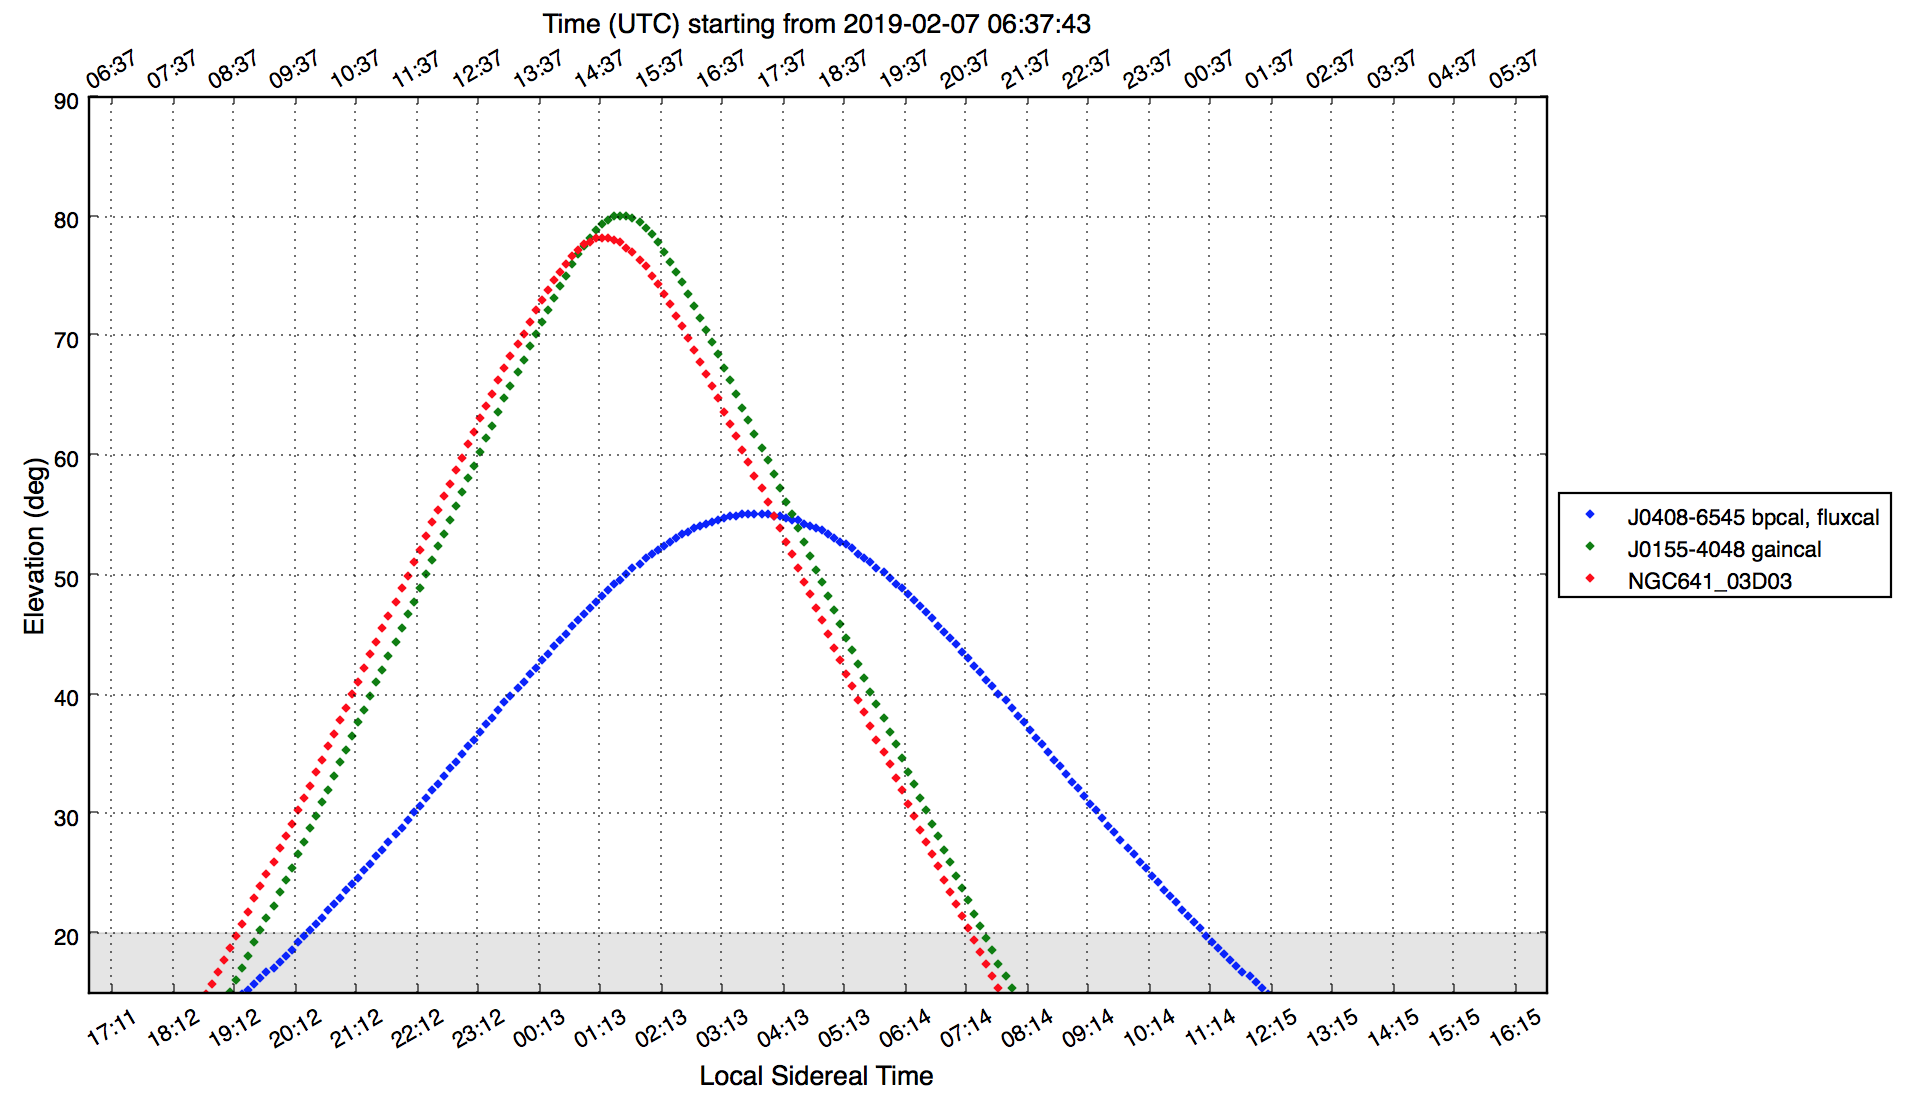 Time (UTC) starting from 2019-02-07 06:37:43
06:37 07:37 08:37 09:37 10:37 11:37 12:37 13:37 14:37 15:37 16:37 17:37 18:37 19:37 20:37 21:37 22:37 23:37 00:37 01:37 02:37 03:37 04:37 05:37
90
80
70
60
50
40
30
20
Elevation (deg)
J0408-6545 bpcal, fluxcal
J0155-4048 gaincal
NGC641_03D03
17:11 18:12 19:12 20:12 21:12 22:12 23:12 00:13 01:13 02:13 03:13 04:13 05:13 06:14 07:14 08:14 09:14 10:14 11:14 12:15 13:15 14:15 15:15 16:15
Local Sidereal Time